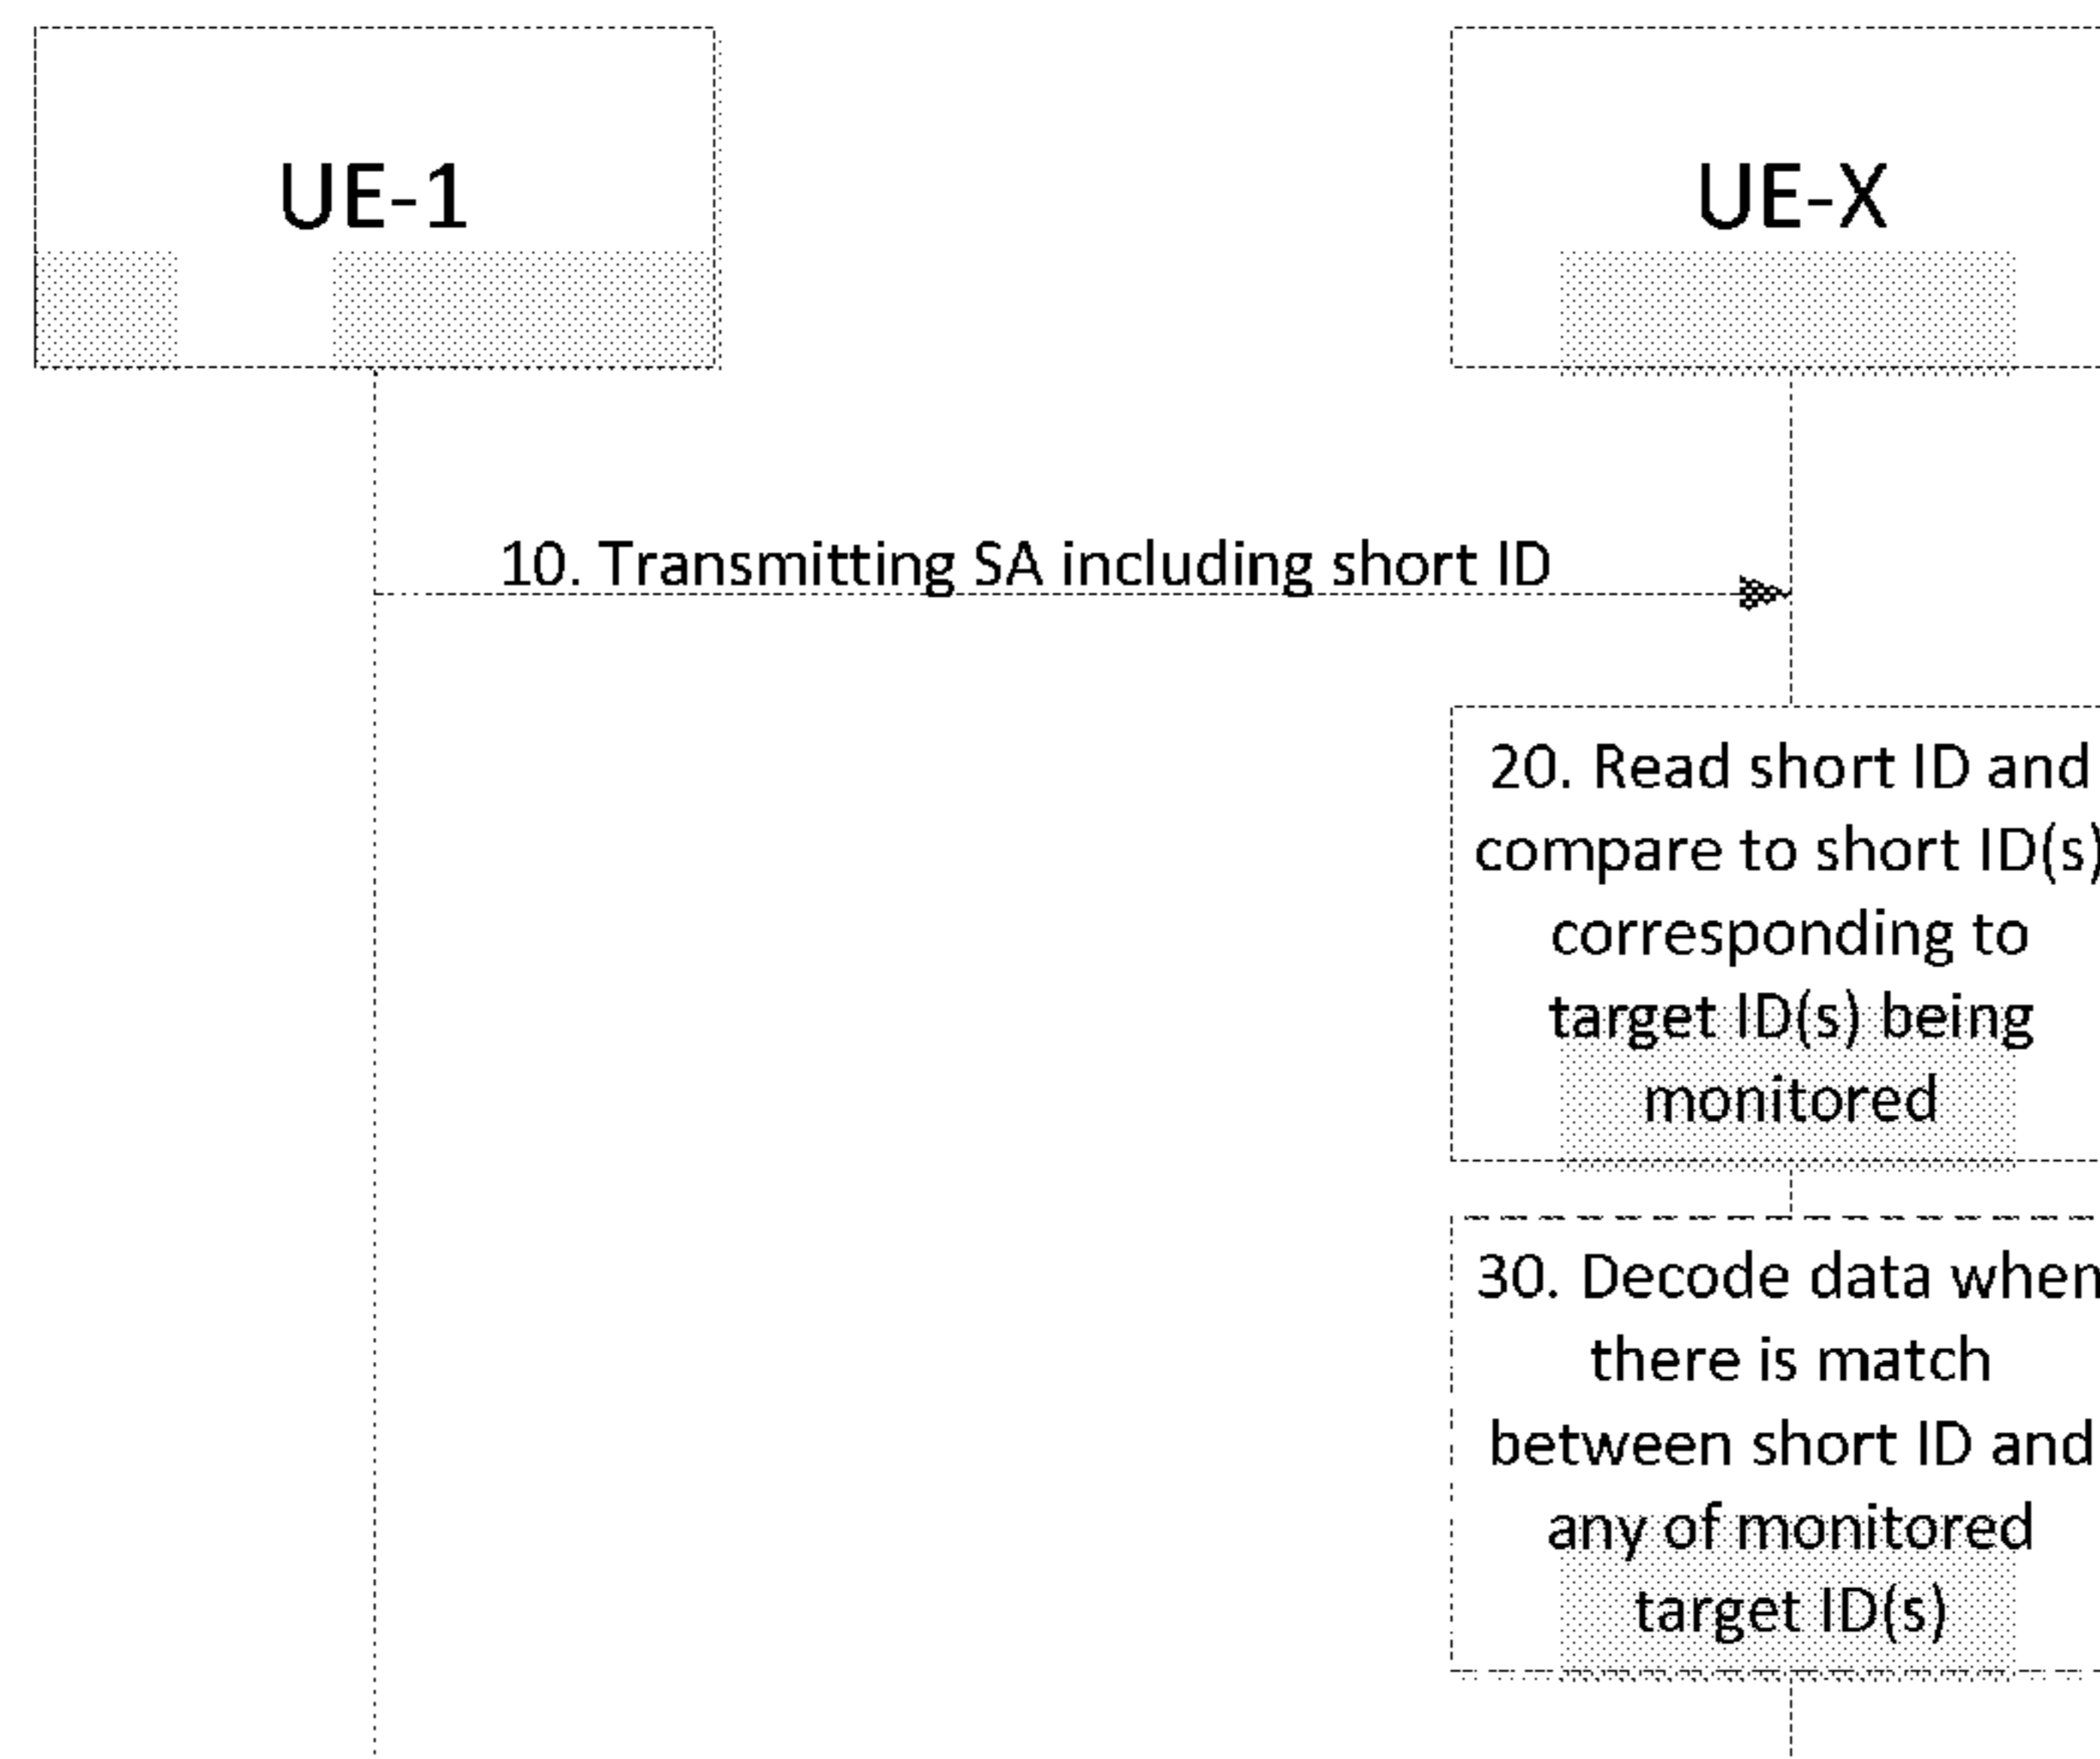 UE-1
UE-X
10. Transmitting SA including short ID
20. Read short ID and
compare to short ID(s)
corresponding to
target ID(s) being
monitored
30. Decode data when
there is match
between short ID and
any of monitored
target ID(s)